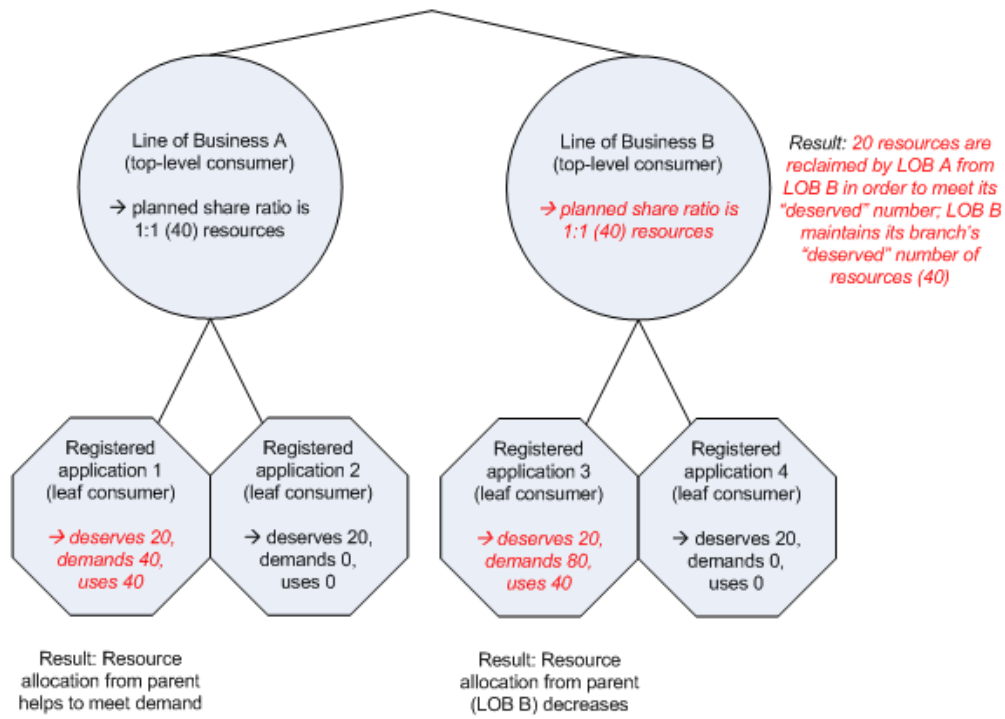 Line of Business A
(top-level consumer)
→ planned share ratio is
1:1 (40) resources
Line of Business B
(top-level consumer)
→ planned share ratio is
1:1 (40) resources
Result: 20 resources are
reclaimed by LOB A from
LOB B in order to meet its
“deserved” number; LOB B
maintains its branch’s
“deserved” number of
resources (40)
Registered
application 1
(leaf consumer)
→ deserves 20,
demands 40,
uses 40
Registered
application 2
(leaf consumer)
→ deserves 20,
demands 0,
uses 0
Registered
application 3
(leaf consumer)
→ deserves 20,
demands 80,
uses 40
Registered
application 4
(leaf consumer)
→ deserves 20,
demands 0,
uses 0
Result: Resource
allocation from parent
helps to meet demand
Result: Resource
allocation from parent
(LOB B) decreases